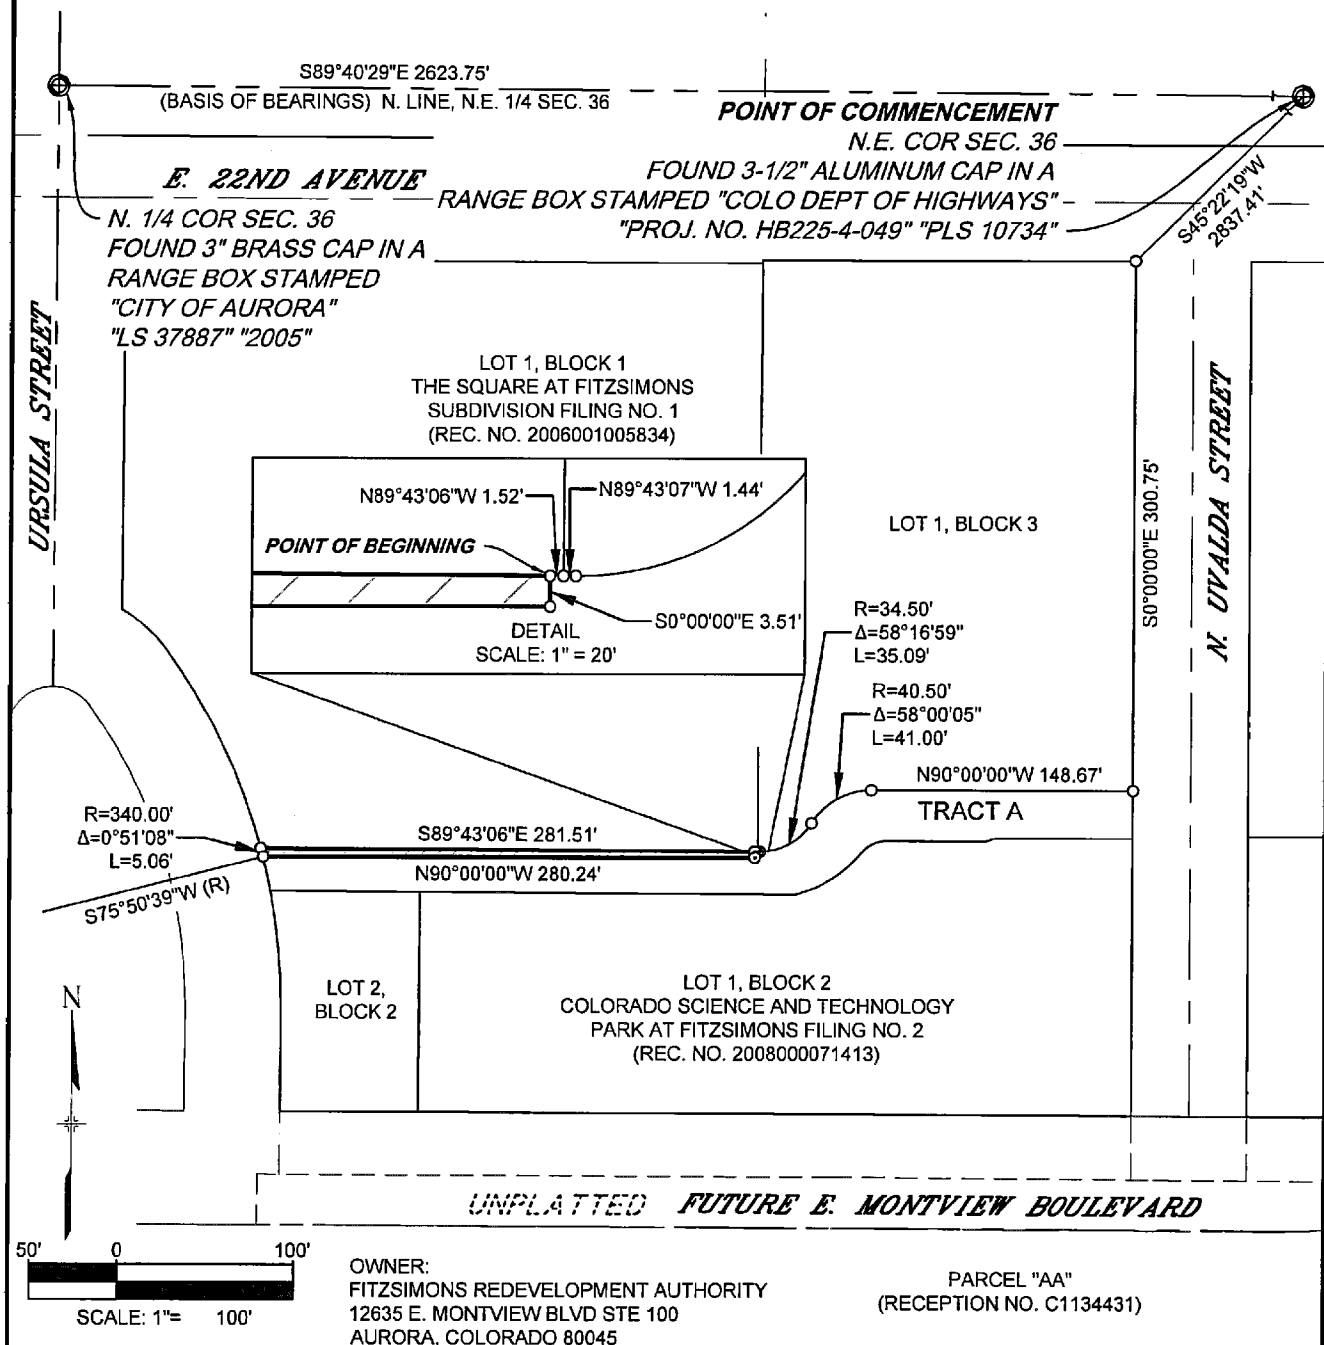 S89°40'29"E 2623.75'
(BASIS OF BEARINGS) N. LINE, N.E. 1/4 SEC. 36
POINT OF COMMENCEMENT
N.E. COR SEC. 36
FOUND 3-1/2" ALUMINUM CAP IN A
RANGE BOX STAMPED "COLO DEPT OF HIGHWAYS"
"PROJ. NO. HB225-4-049" "PLS 10734"
S45°22'19"W
2837.41'
E. 22ND AVENUE
N. 1/4 COR SEC. 36
FOUND 3" BRASS CAP IN A
RANGE BOX STAMPED
"CITY OF AURORA"
"LS 37887" "2005"
URSULA STREET
LOT 1, BLOCK 1
THE SQUARE AT FITZSIMONS
SUBDIVISION FILING NO. 1
(REC. NO. 2006001005834)
N89°43'06"W 1.52'
N89°43'07"W 1.44'
POINT OF BEGINNING
S0°00'00"E 3.51'
DETAIL
SCALE: 1" = 20'
LOT 1, BLOCK 3
S0°00'00"E 300.75'
N. UVALDA STREET
R=34.50'
Δ=58°16'59"
L=35.09'
R=40.50'
Δ=58°00'05"
L=41.00'
N90°00'00"W 148.67'
TRACT A
R=340.00'
Δ=0°51'08"
L=5.06'
S89°43'06"E 281.51'
N90°00'00"W 280.24'
S75°50'39"W (R)
N
LOT 2,
BLOCK 2
LOT 1, BLOCK 2
COLORADO SCIENCE AND TECHNOLOGY
PARK AT FITZSIMONS FILING NO. 2
(REC. NO. 2008000071413)
UNPLATTED FUTURE E. MONTVIEW BOULEVARD
50' 0 100'
SCALE: 1"= 100'
OWNER:
FITZSIMONS REDEVELOPMENT AUTHORITY
12635 E. MONTVIEW BLVD STE 100
AURORA, COLORADO 80045
PARCEL "AA"
(RECEPTION NO. C1134431)